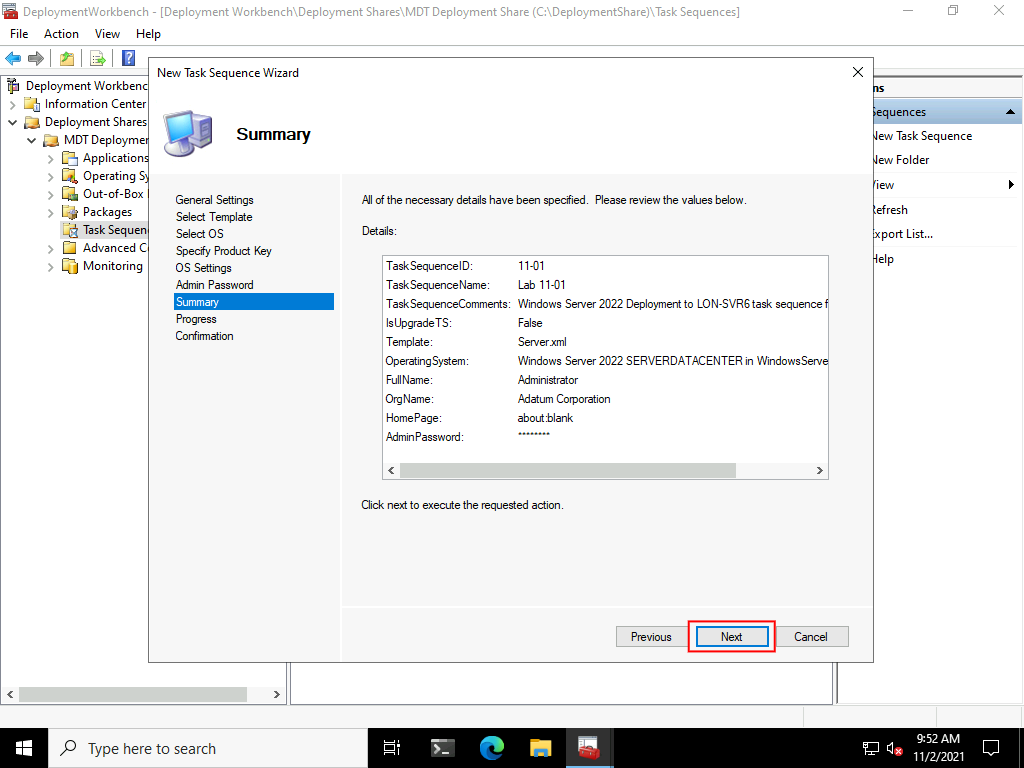 DeploymentWorkbench - [Deployment Workbench\Deployment Shares\MDT Deployment Share (C:\DeploymentShare)\Task Sequences]
File Action View Help
New Task Sequence Wizard
Summary
Deployment Workbenc
Information Center
Deployment Shares
MDT Deploymer
Applications
Operating Sy
Out-of-Box
Packages
Task Sequen
Advanced Co
Monitoring
General Settings
Select Template
Select OS
Specify Product Key
OS Settings
Admin Password
Summary
Progress
Confirmation
All of the necessary details have been specified.  Please review the values below.
Details:
TaskSequenceID: 11-01
TaskSequenceName: Lab 11-01
TaskSequenceComments: Windows Server 2022 Deployment to LON-SVR6 task sequence f
IsUpgradeTS: False
Template: Server.xml
OperatingSystem: Windows Server 2022 SERVERDATACENTER in WindowsServe
FullName: Administrator
OrgName: Adatum Corporation
HomePage: about:blank
AdminPassword: ********
Click next to execute the requested action.
Previous Next Cancel
ns
Sequences
New Task Sequence
New Folder
View
Refresh
Export List...
Help
Type here to search
9:52 AM
11/2/2021